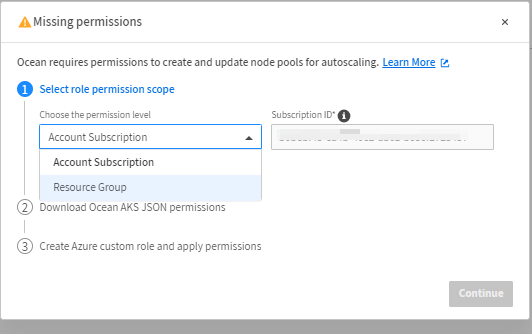 Missing permissions
Ocean requires permissions to create and update node pools for autoscaling. Learn More
1 Select role permission scope
Choose the permission level
Subscription ID*
Account Subscription
Account Subscription
Resource Group
2 Download Ocean AKS JSON permissions
3 Create Azure custom role and apply permissions
Continue